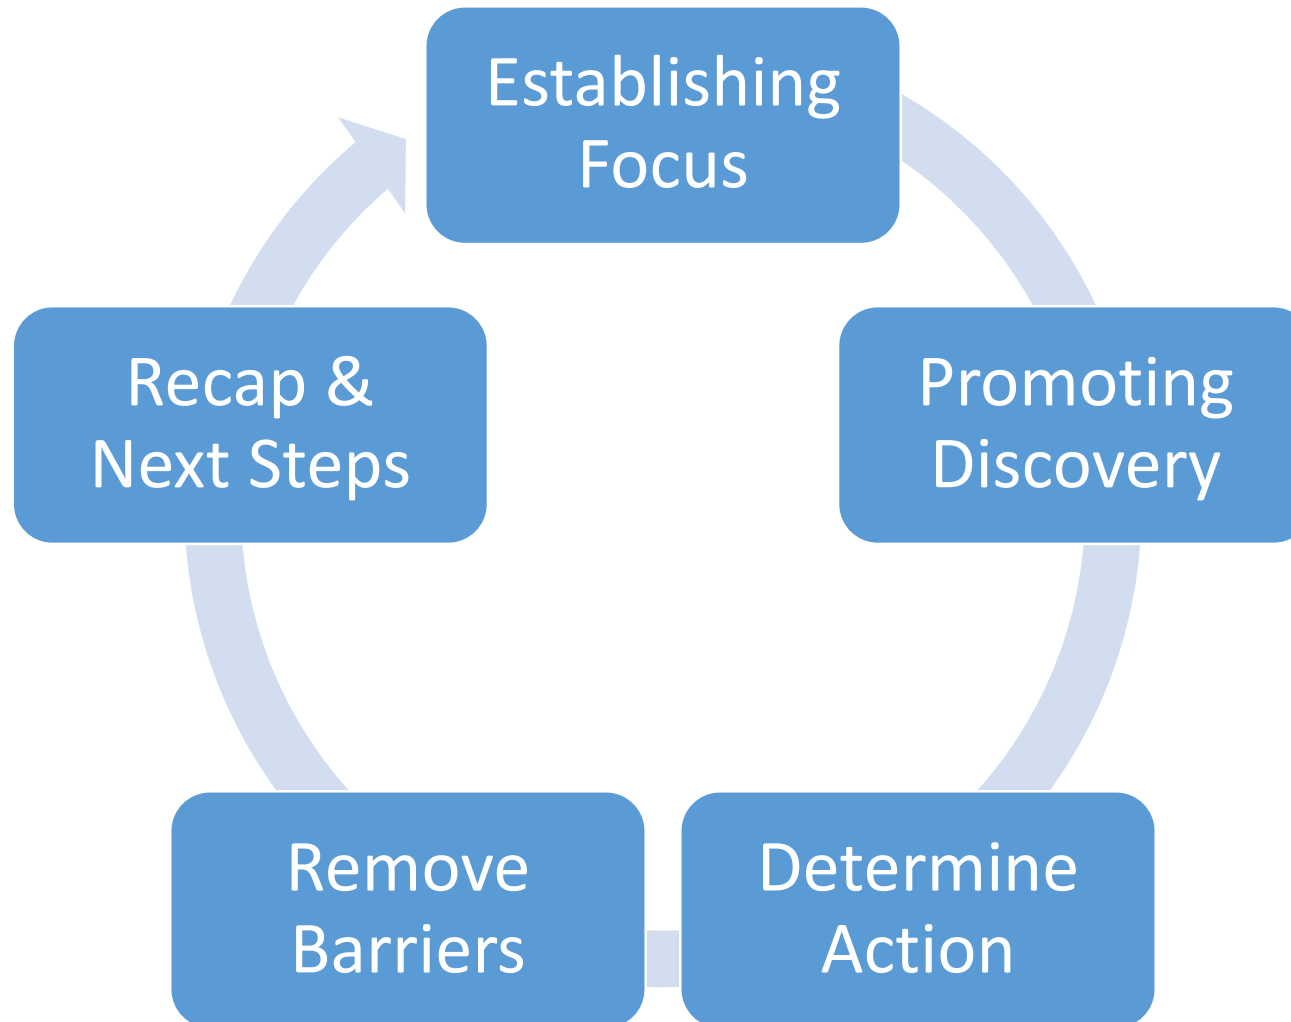 Establishing
Focus
Promoting
Discovery
Determine
Action
Remove
Barriers
Recap &
Next Steps